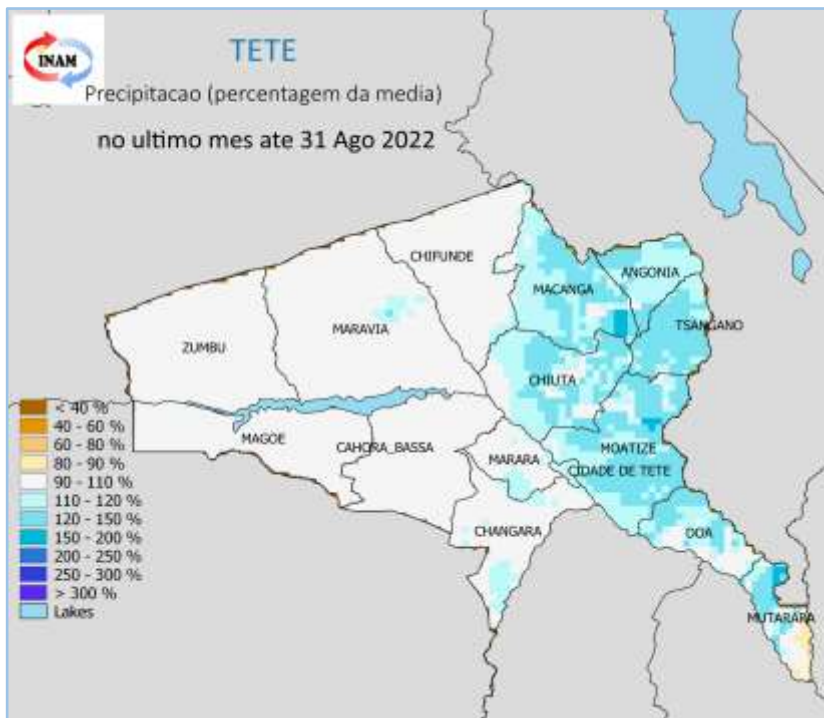 INAM
TETE
Precipitacao (percentagem da media)
no ultimo mes ate 31 Ago 2022
CHIFUNDE
ANGONIA
MACANGA
TSANGANO
MARAVIA
ZUMBU
CHIUTA
MAGOE
CAHORA_BASSA
MOATIZE
MARARA
CIDADE DE TETE
CHANGARA
DOA
MUTARARA
< 40 %
40 - 60 %
60 - 80 %
80 - 90 %
90 - 110 %
110 - 120 %
120 - 150 %
150 - 200 %
200 - 250 %
250 - 300 %
> 300 %
Lakes